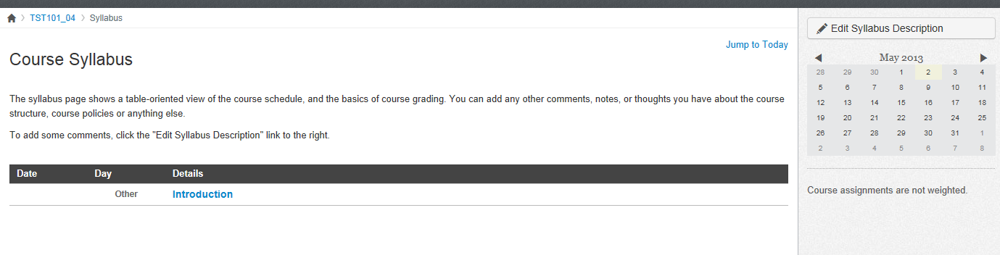 TST101_04 Syllabus
Jump to Today
Course Syllabus
The syllabus page shows a table-oriented view of the course schedule, and the basics of course grading. You can add any other comments, notes, or thoughts you have about the course
structure, course policies or anything else.
To add some comments, click the "Edit Syllabus Description" link to the right.
Date Day Details
Other Introduction
Edit Syllabus Description
May 2013
28 29 30 1 2 3 4
5 6 7 8 9 10 11
12 13 14 15 16 17 18
19 20 21 22 23 24 25
26 27 28 29 30 31 1
2 3 4 5 6 7 8
Course assignments are not weighted.